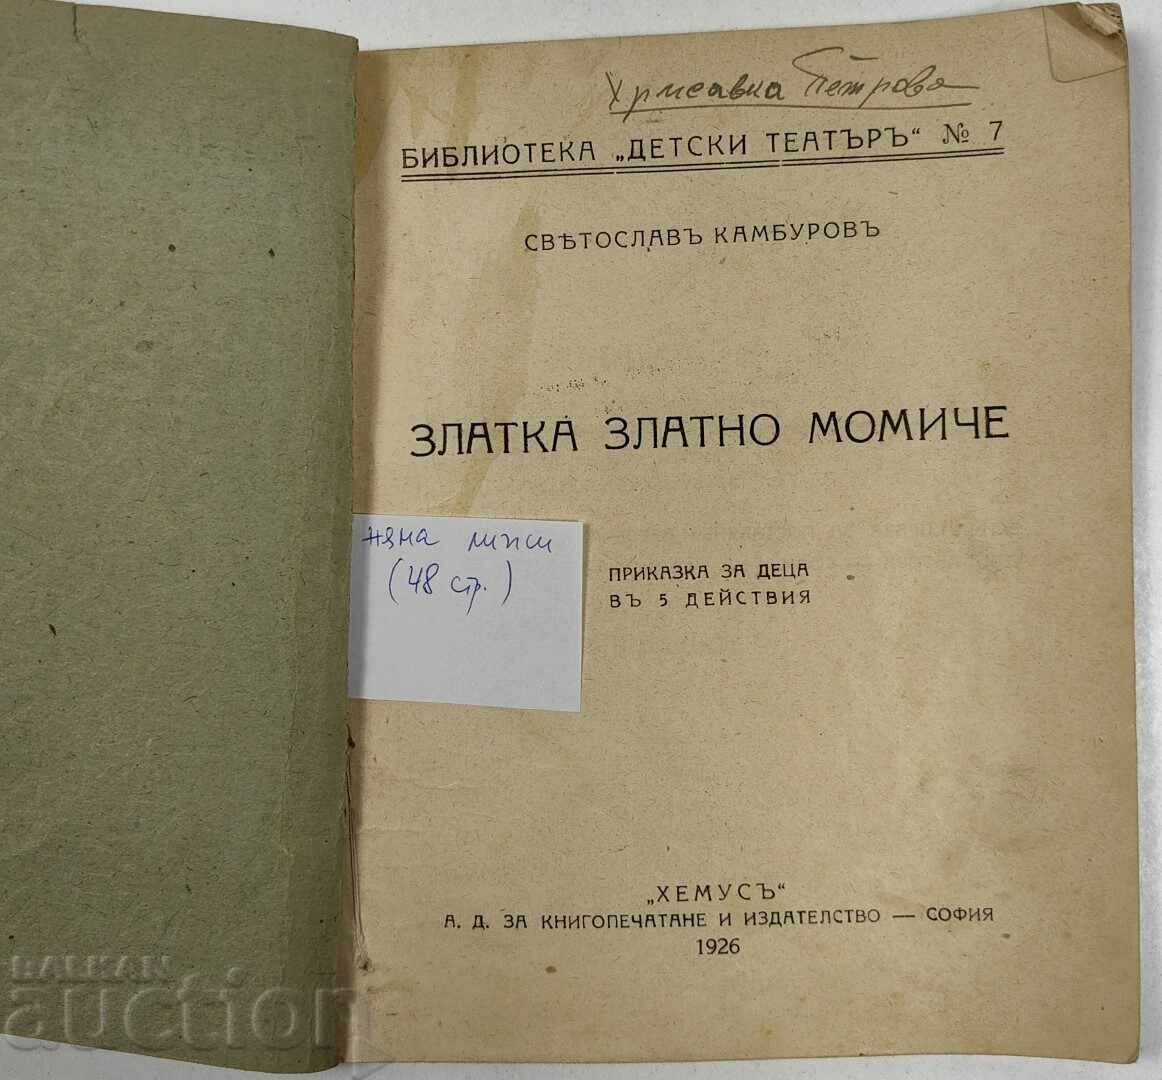 Петрова
БИБЛИОТЕКА „ДЕТСКИ ТЕАТЪРЪ“ № 7
СВѢТОСЛАВЪ КАМБУРОВЪ
ЗЛАТКА ЗЛАТНО МОМИЧЕ
няма липси
(48 стр.)
ПРИКАЗКА ЗА ДЕЦА
ВЪ 5 ДЕЙСТВИЯ
„ХЕМУСЪ“
А. Д. ЗА КНИГОПЕЧАТАНЕ И ИЗДАТЕЛСТВО — СОФИЯ
1926
BALKAN
auction